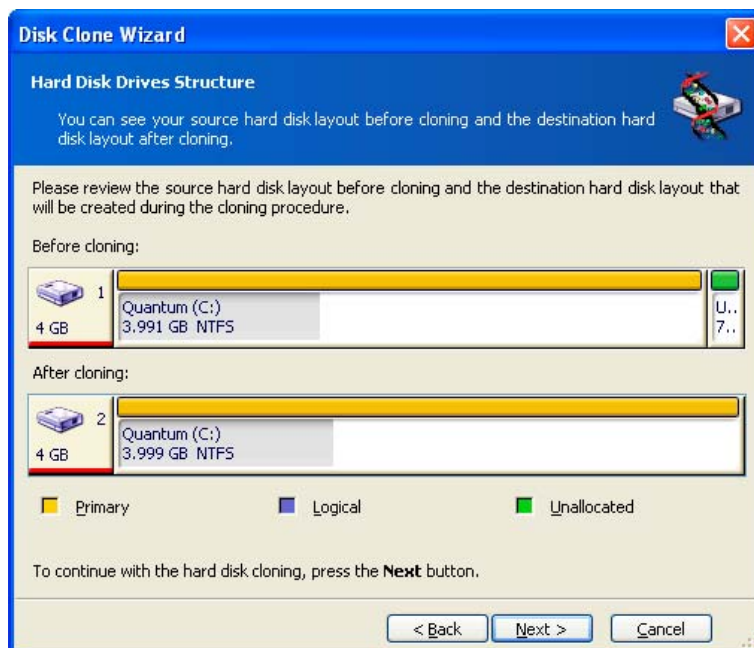 Disk Clone Wizard
Hard Disk Drives Structure
You can see your source hard disk layout before cloning and the destination hard
disk layout after cloning.
Please review the source hard disk layout before cloning and the destination hard disk layout that
will be created during the cloning procedure.
Before cloning:
1
4 GB
Quantum (C:)
3.991 GB NTFS
U..
7..
After cloning:
2
4 GB
Quantum (C:)
3.999 GB NTFS
Primary
Logical
Unallocated
To continue with the hard disk cloning, press the Next button.
< Back
Next >
Cancel